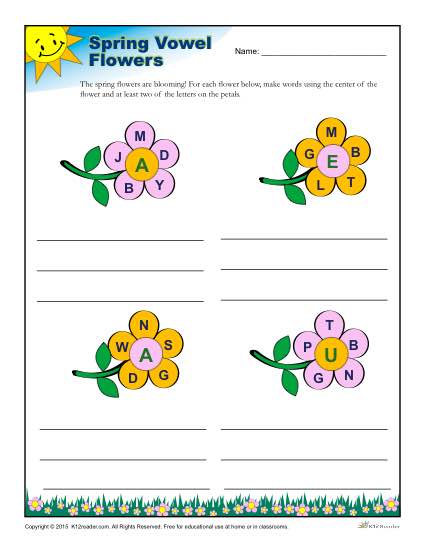 Spring Vowel
Flowers
Name:
The spring flowers are blooming! For each flower below, make words using the center of the
flower and at least two of the letters on the petals.
M
J A D
B Y
M
G E B
L T
N
W A S
D G
T
P U B
G N
Copyright © 2015 K12reader.com. All Rights Reserved. Free for educational use at home or in classrooms.
K12Reader